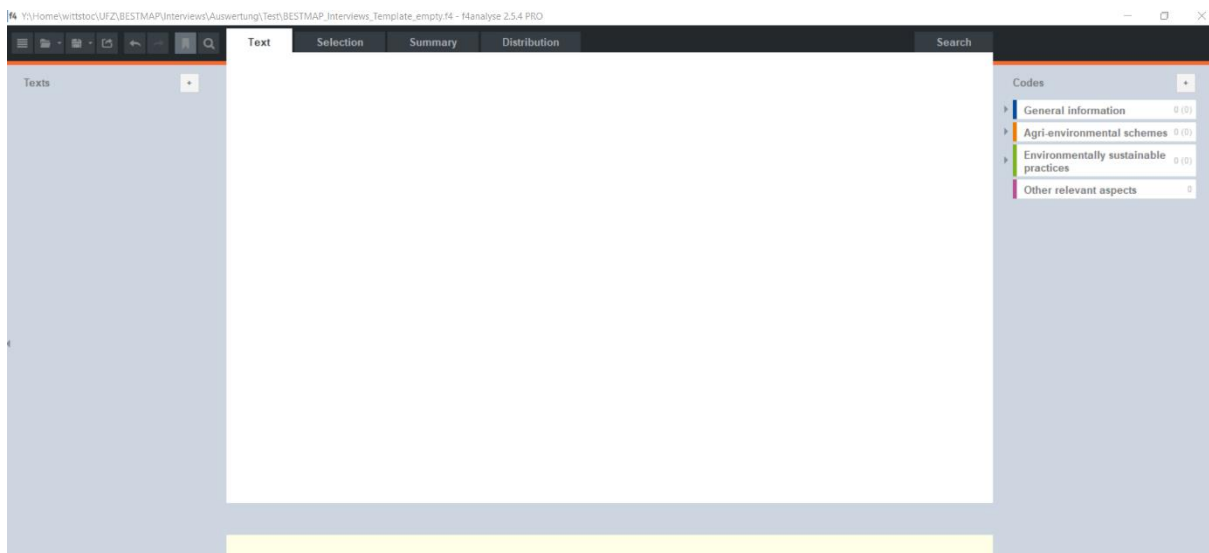 f4 Y:\Home\wittstoc\UFZ\BESTMAP\Interviews\Auswertung\Test\BESTMAP_Interviews_Template_empty.f4 - f4analyse 2.5.4 PRO
Text Selection Summary Distribution Search
Texts +
Codes +
General information 0 (0)
Agri-environmental schemes 0 (0)
Environmentally sustainable 0 (0)
practices
Other relevant aspects 0